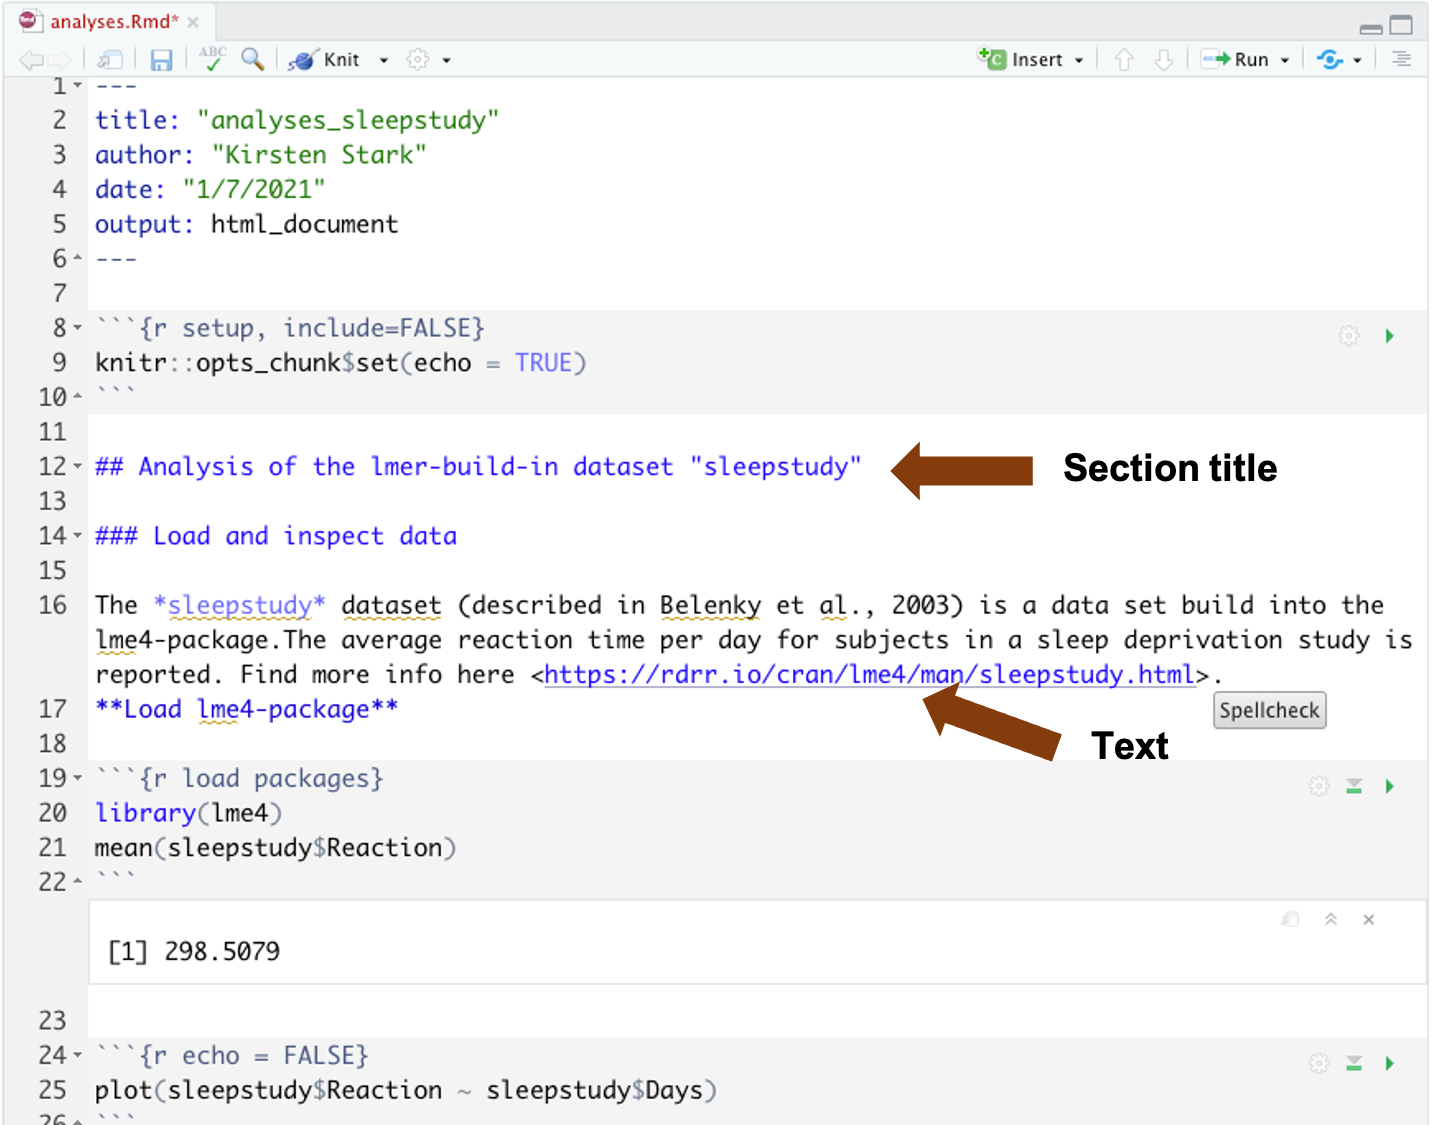 analyses.Rmd*
ABC Knit Insert Run
1 ---
2 title: "analyses_sleepstudy"
3 author: "Kirsten Stark"
4 date: "1/7/2021"
5 output: html_document
6 ---
7
8 ```{r setup, include=FALSE}
9 knitr::opts_chunk$set(echo = TRUE)
10 ```
11
12 ## Analysis of the lmer-build-in dataset "sleepstudy" Section title
13
14 ### Load and inspect data
15
16 The *sleepstudy* dataset (described in Belenky et al., 2003) is a data set build into the
lme4-package.The average reaction time per day for subjects in a sleep deprivation study is
reported. Find more info here <https://rdrr.io/cran/lme4/man/sleepstudy.html>.
17 **Load lme4-package** Spellcheck
18 Text
19 ```{r load packages}
20 library(lme4)
21 mean(sleepstudy$Reaction)
22 ```
[1] 298.5079
23
24 ```{r echo = FALSE}
25 plot(sleepstudy$Reaction ~ sleepstudy$Days)
26 ```